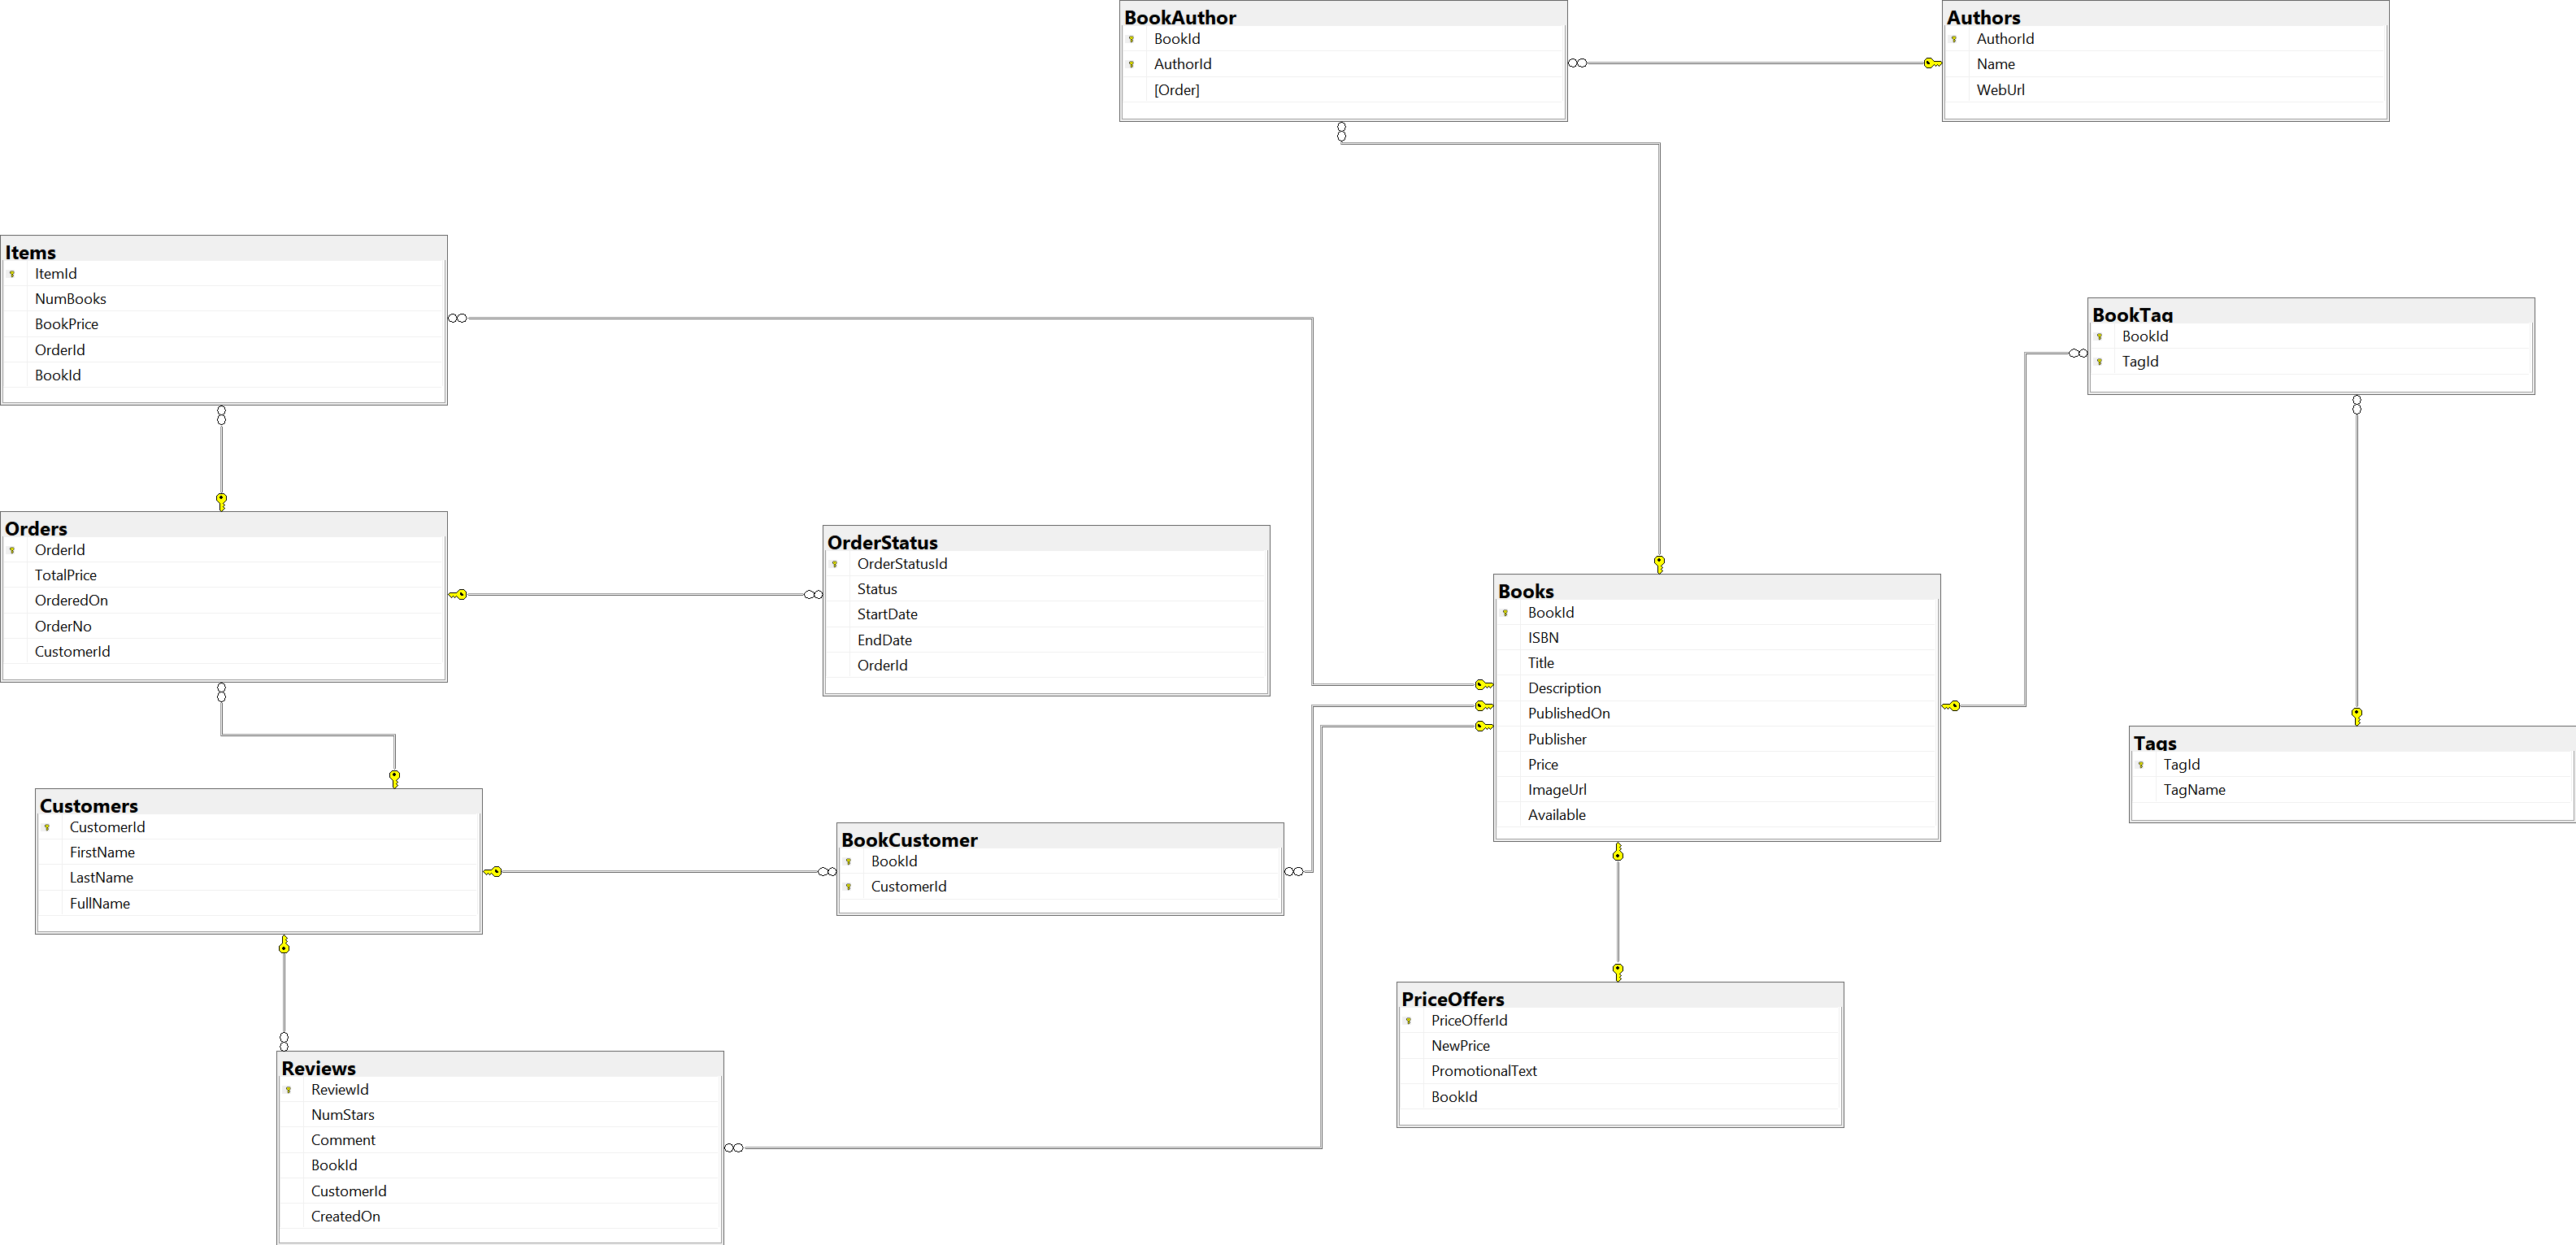 BookAuthor
BookId
AuthorId
[Order]
Authors
AuthorId
Name
WebUrl
Items
ItemId
NumBooks
BookPrice
OrderId
BookId
BookTag
BookId
TagId
Orders
OrderId
TotalPrice
OrderedOn
OrderNo
CustomerId
OrderStatus
OrderStatusId
Status
StartDate
EndDate
OrderId
Books
BookId
ISBN
Title
Description
PublishedOn
Publisher
Price
ImageUrl
Available
Tags
TagId
TagName
Customers
CustomerId
FirstName
LastName
FullName
BookCustomer
BookId
CustomerId
PriceOffers
PriceOfferId
NewPrice
PromotionalText
BookId
Reviews
ReviewId
NumStars
Comment
BookId
CustomerId
CreatedOn